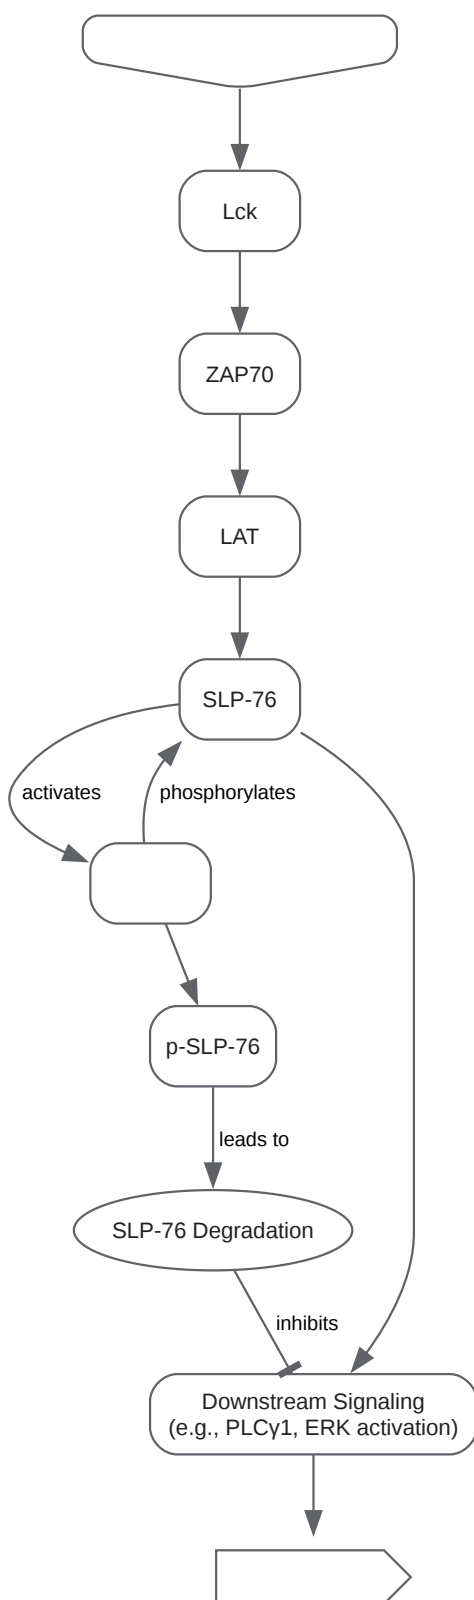 Lck
ZAP70
LAT
SLP-76
activates
phosphorylates
p-SLP-76
leads to
SLP-76 Degradation
inhibits
Downstream Signaling
(e.g., PLCγ1, ERK activation)